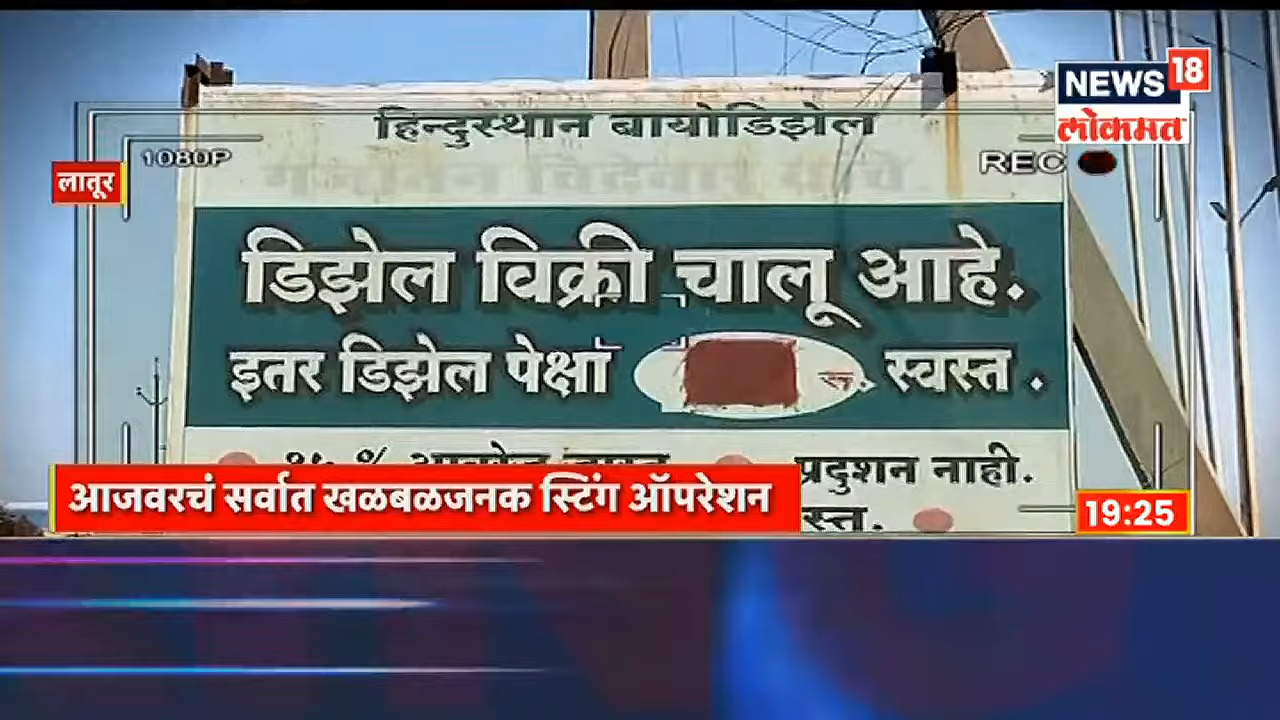 हिन्दुस्थान बायोडिझेल
NEWS 18
लोकमत
1080P
REC
लातूर
डिझेल विक्री चालू आहे.
इतर डिझेल पेक्षा रू. स्वस्त .
प्रदुशन नाही.
आजवरचं सर्वात खळबळजनक स्टिंग ऑपरेशन
19:25